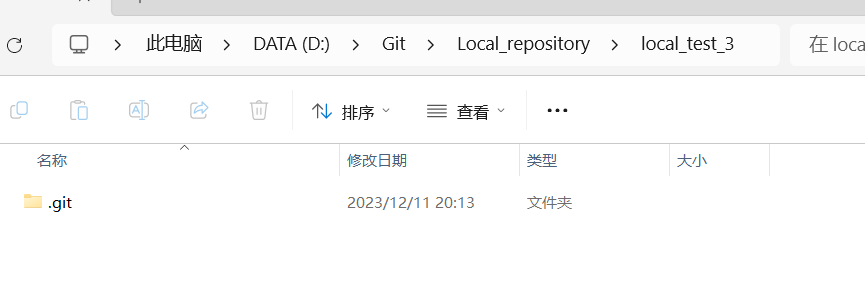 此电脑 > DATA (D:) > Git > Local_repository > local_test_3 在 loca
排序 查看 •••
名称 修改日期 类型 大小
.git 2023/12/11 20:13 文件夹